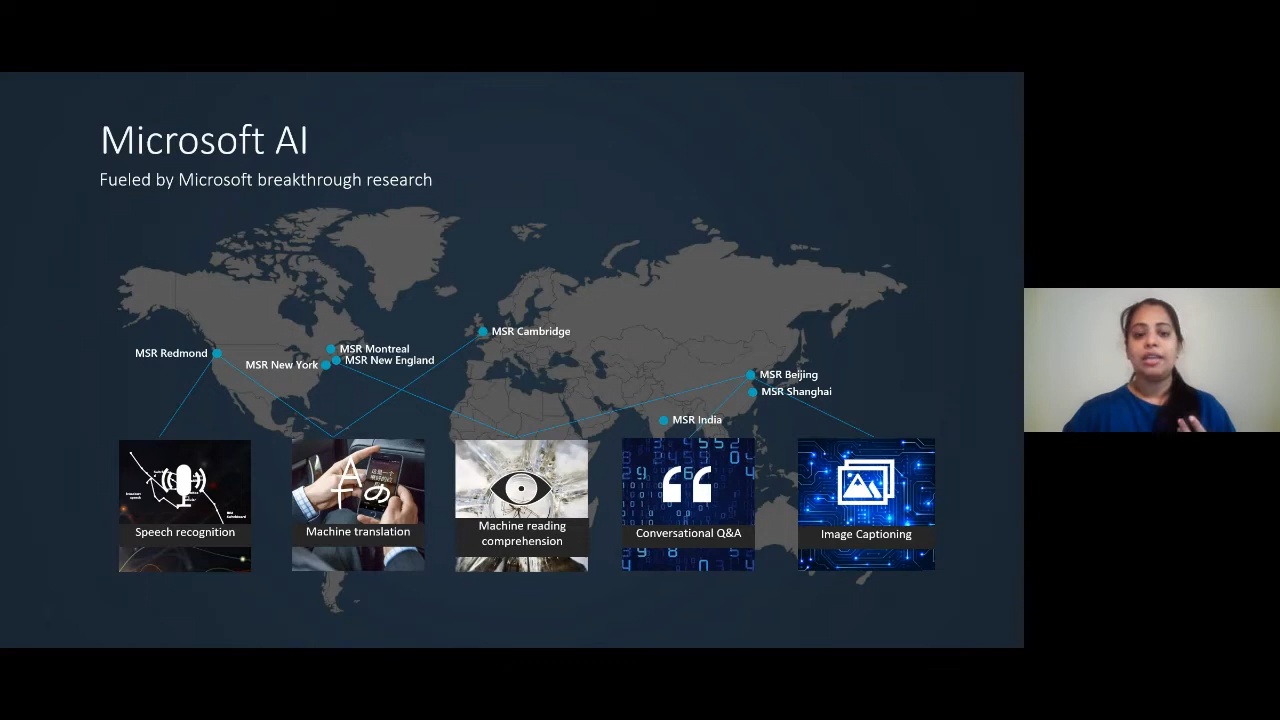 Microsoft AI
Fueled by Microsoft breakthrough research
MSR Cambridge
MSR Redmond
MSR Montreal
MSR New England
MSR New York
MSR Beijing
MSR Shanghai
MSR India
Speech recognition
Machine translation
Machine reading
comprehension
Conversational Q&A
Image Captioning